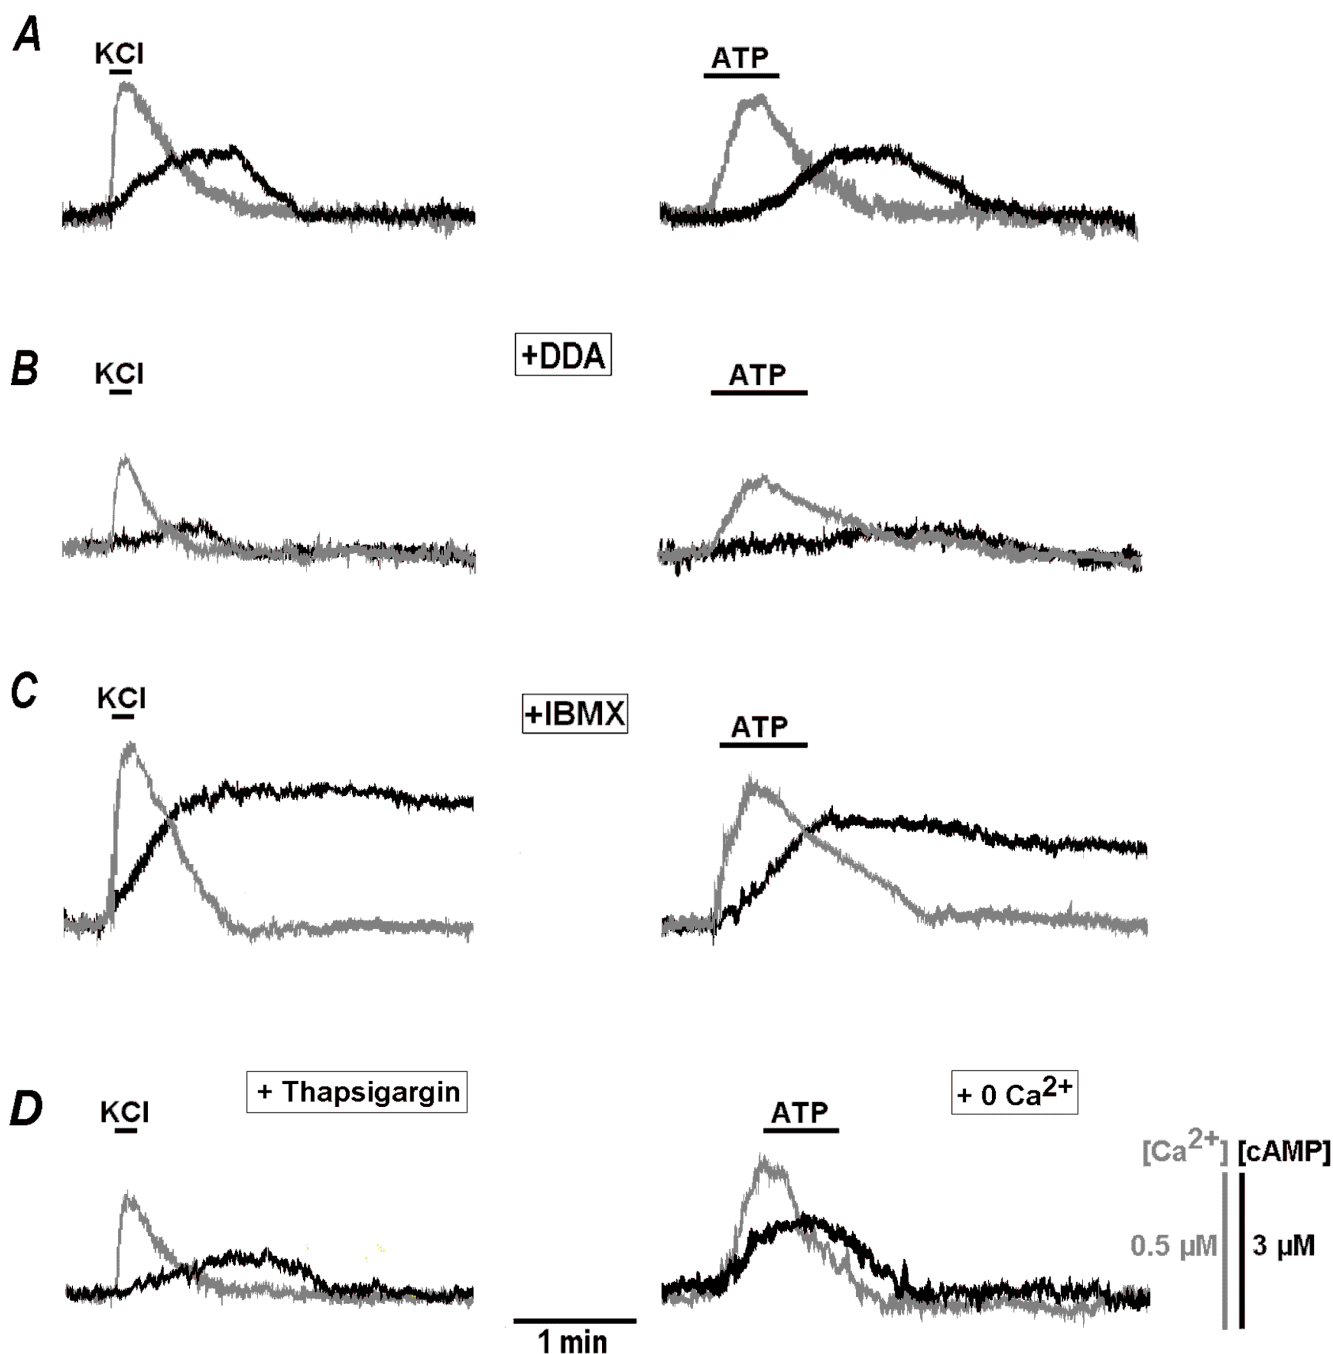 A
KCl
ATP
B
KCl
+DDA
ATP
C
KCl
+IBMX
ATP
D
KCl
+ Thapsigargin
ATP
+ 0 Ca²⁺
[Ca²⁺] [cAMP]
0.5 µM 3 µM
1 min